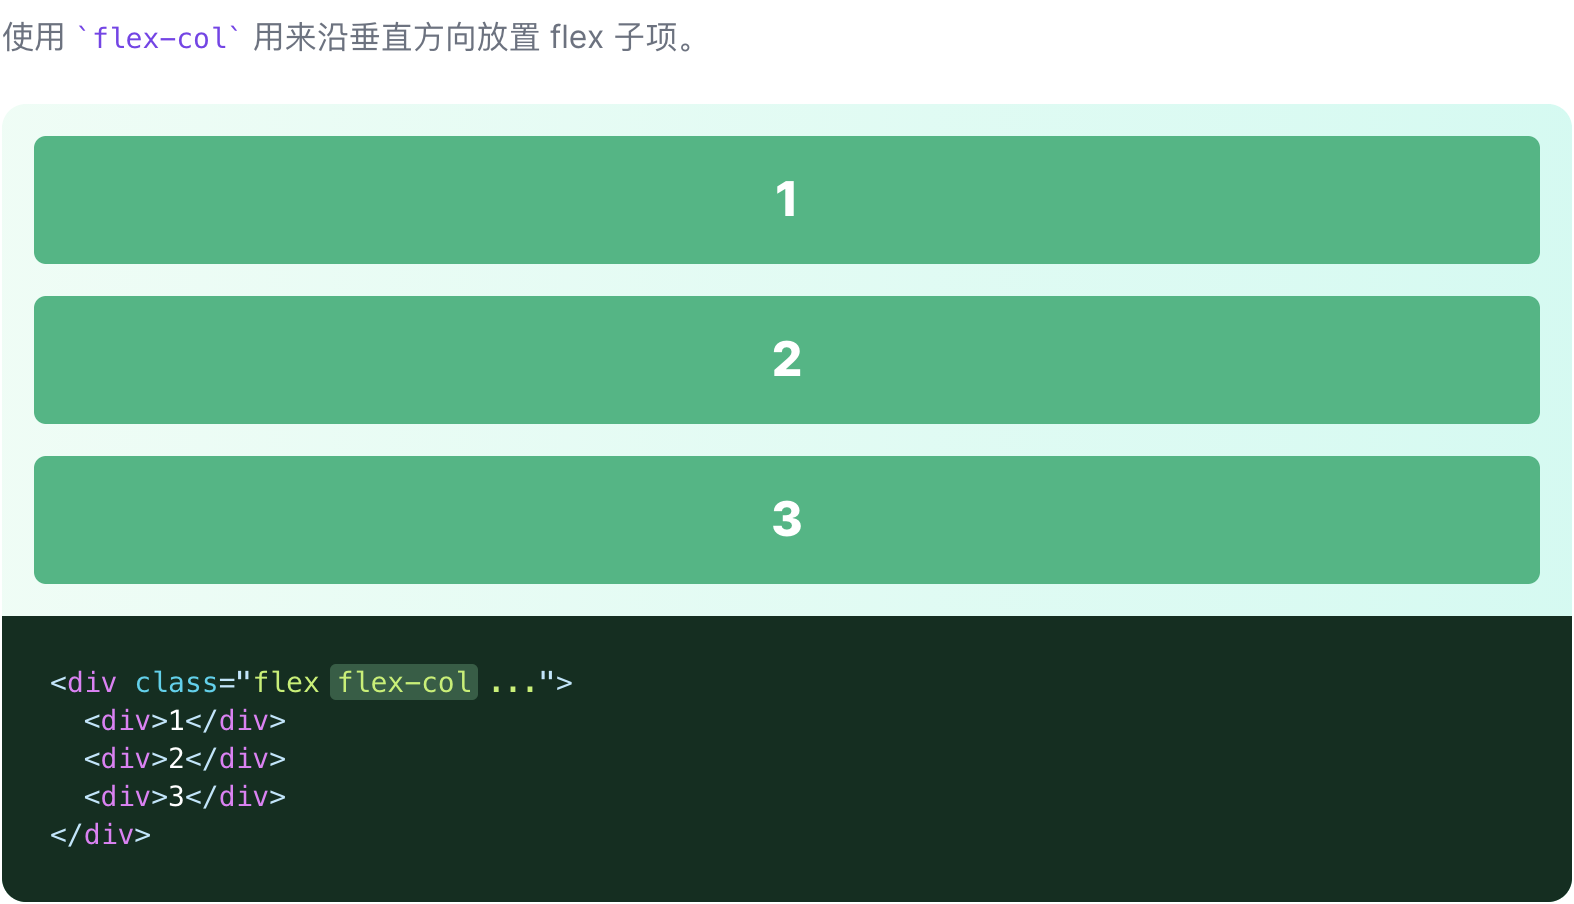 使用 `flex-col` 用来沿垂直方向放置 flex 子项。
1
2
3
<div class="flex flex-col ...">
  <div>1</div>
  <div>2</div>
  <div>3</div>
</div>